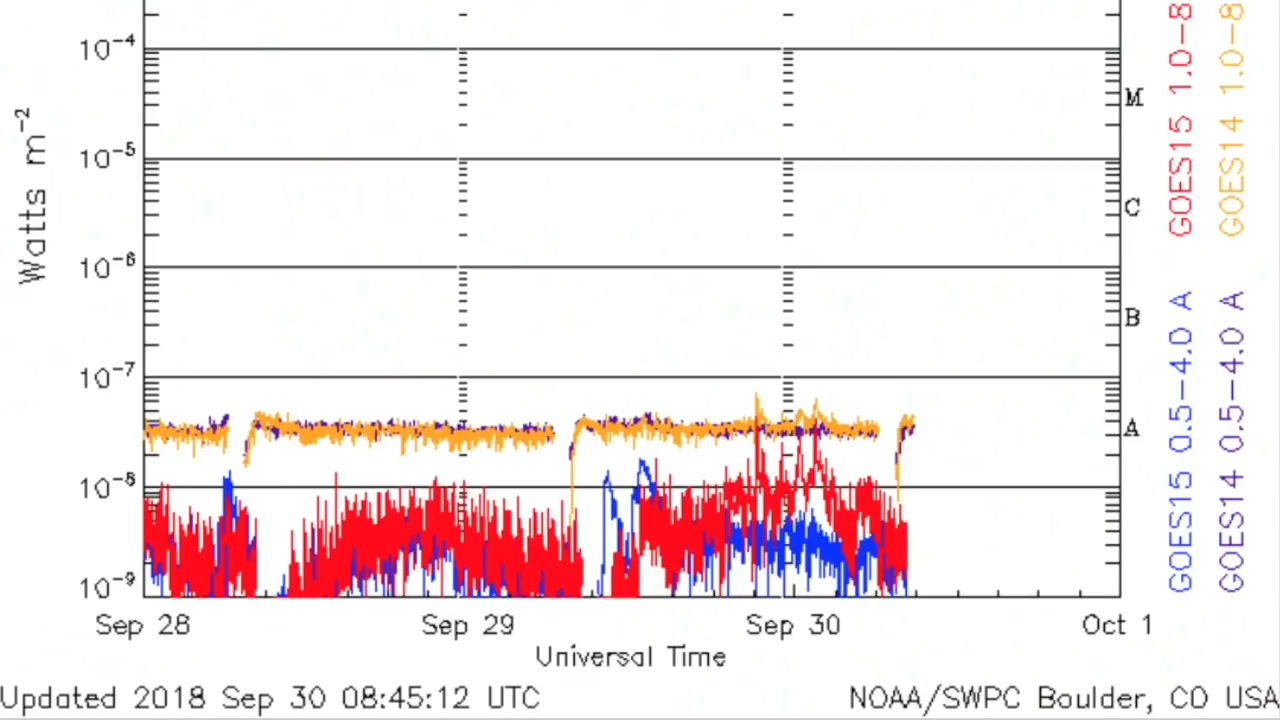 10-4
10-5
10-6
10-7
10-8
10-9
Watts m-2
M
C
B
A
GOES15 1.0-8
GOES14 1.0-8
GOES15 0.5-4.0 A
GOES14 0.5-4.0 A
Sep 28
Sep 29
Sep 30
Oct 1
Universal Time
Updated 2018 Sep 30 08:45:12 UTC
NOAA/SWPC Boulder, CO USA